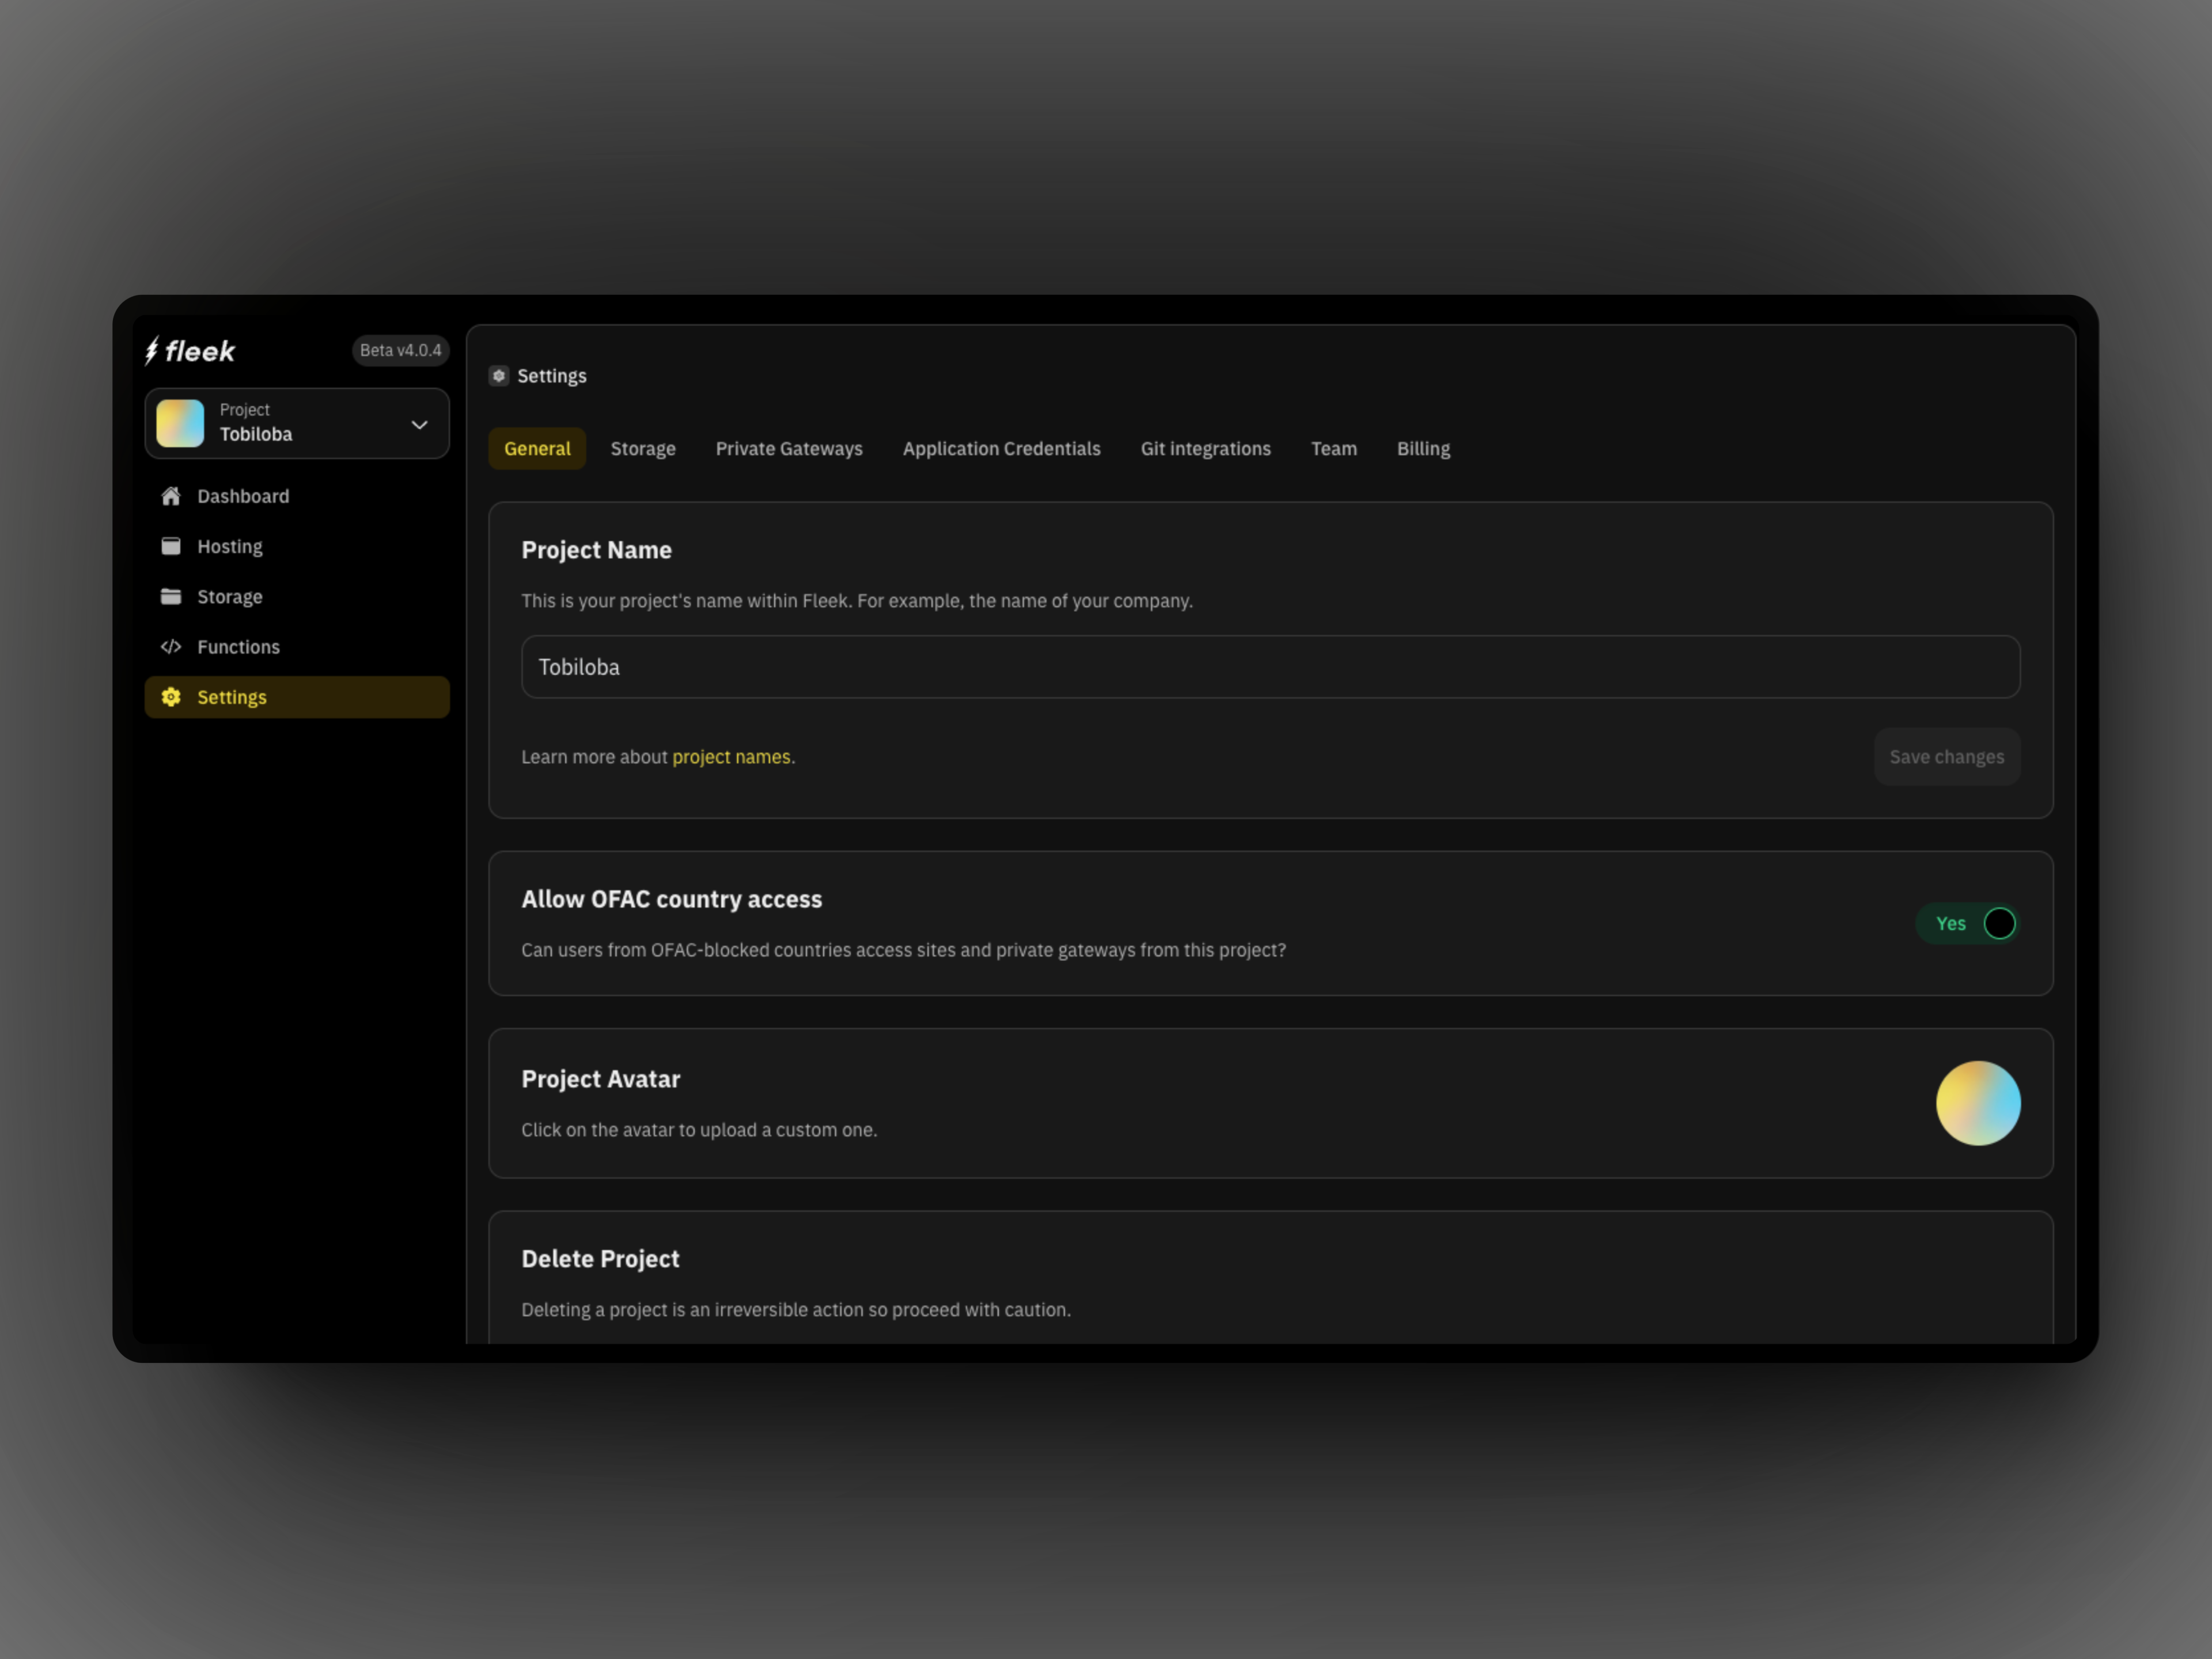 fleek
Beta v4.0.4
Project
Tobiloba
Dashboard
Hosting
Storage
Functions
Settings
Settings
General Storage Private Gateways Application Credentials Git integrations Team Billing
Project Name
This is your project's name within Fleek. For example, the name of your company.
Tobiloba
Learn more about project names.
Save changes
Allow OFAC country access
Can users from OFAC-blocked countries access sites and private gateways from this project?
Yes
Project Avatar
Click on the avatar to upload a custom one.
Delete Project
Deleting a project is an irreversible action so proceed with caution.